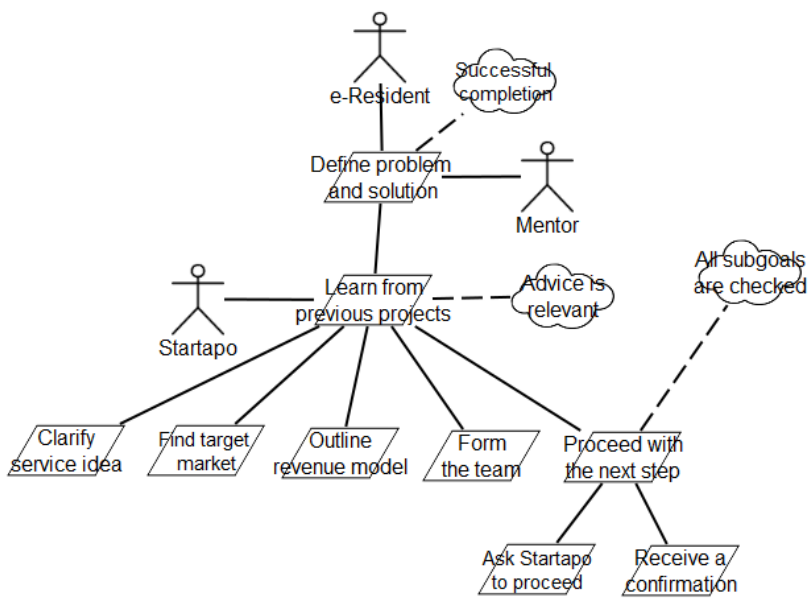 e-Resident
Successful
completion
Define problem
and solution
Mentor
All subgoals
are checked
Learn from
previous projects
Advice is
relevant
Startapo
Clarify
service idea
Find target
market
Outline
revenue model
Form
the team
Proceed with
the next step
Ask Startapo
to proceed
Receive a
confirmation